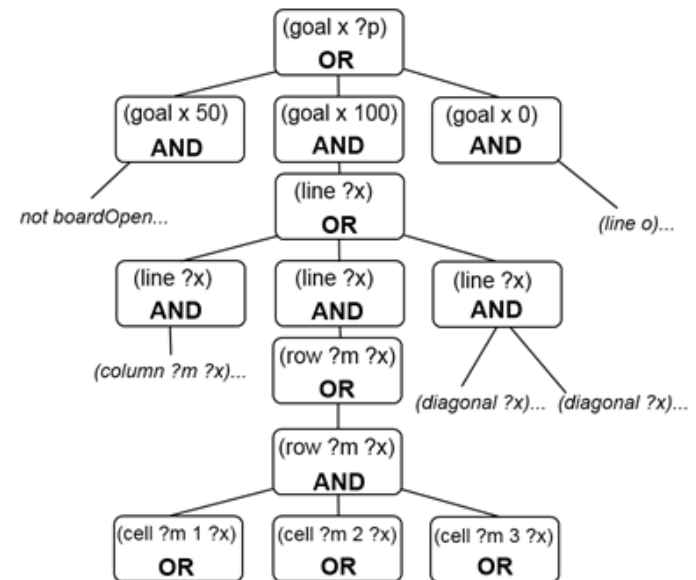 (goal x ?p)
OR
(goal x 50)
AND
(goal x 100)
AND
(goal x 0)
AND
not boardOpen...
(line ?x)
OR
(line o)...
(line ?x)
AND
(line ?x)
AND
(line ?x)
AND
(column ?m ?x)...
(row ?m ?x)
OR
(diagonal ?x)...
(diagonal ?x)...
(row ?m ?x)
AND
(cell ?m 1 ?x)
OR
(cell ?m 2 ?x)
OR
(cell ?m 3 ?x)
OR